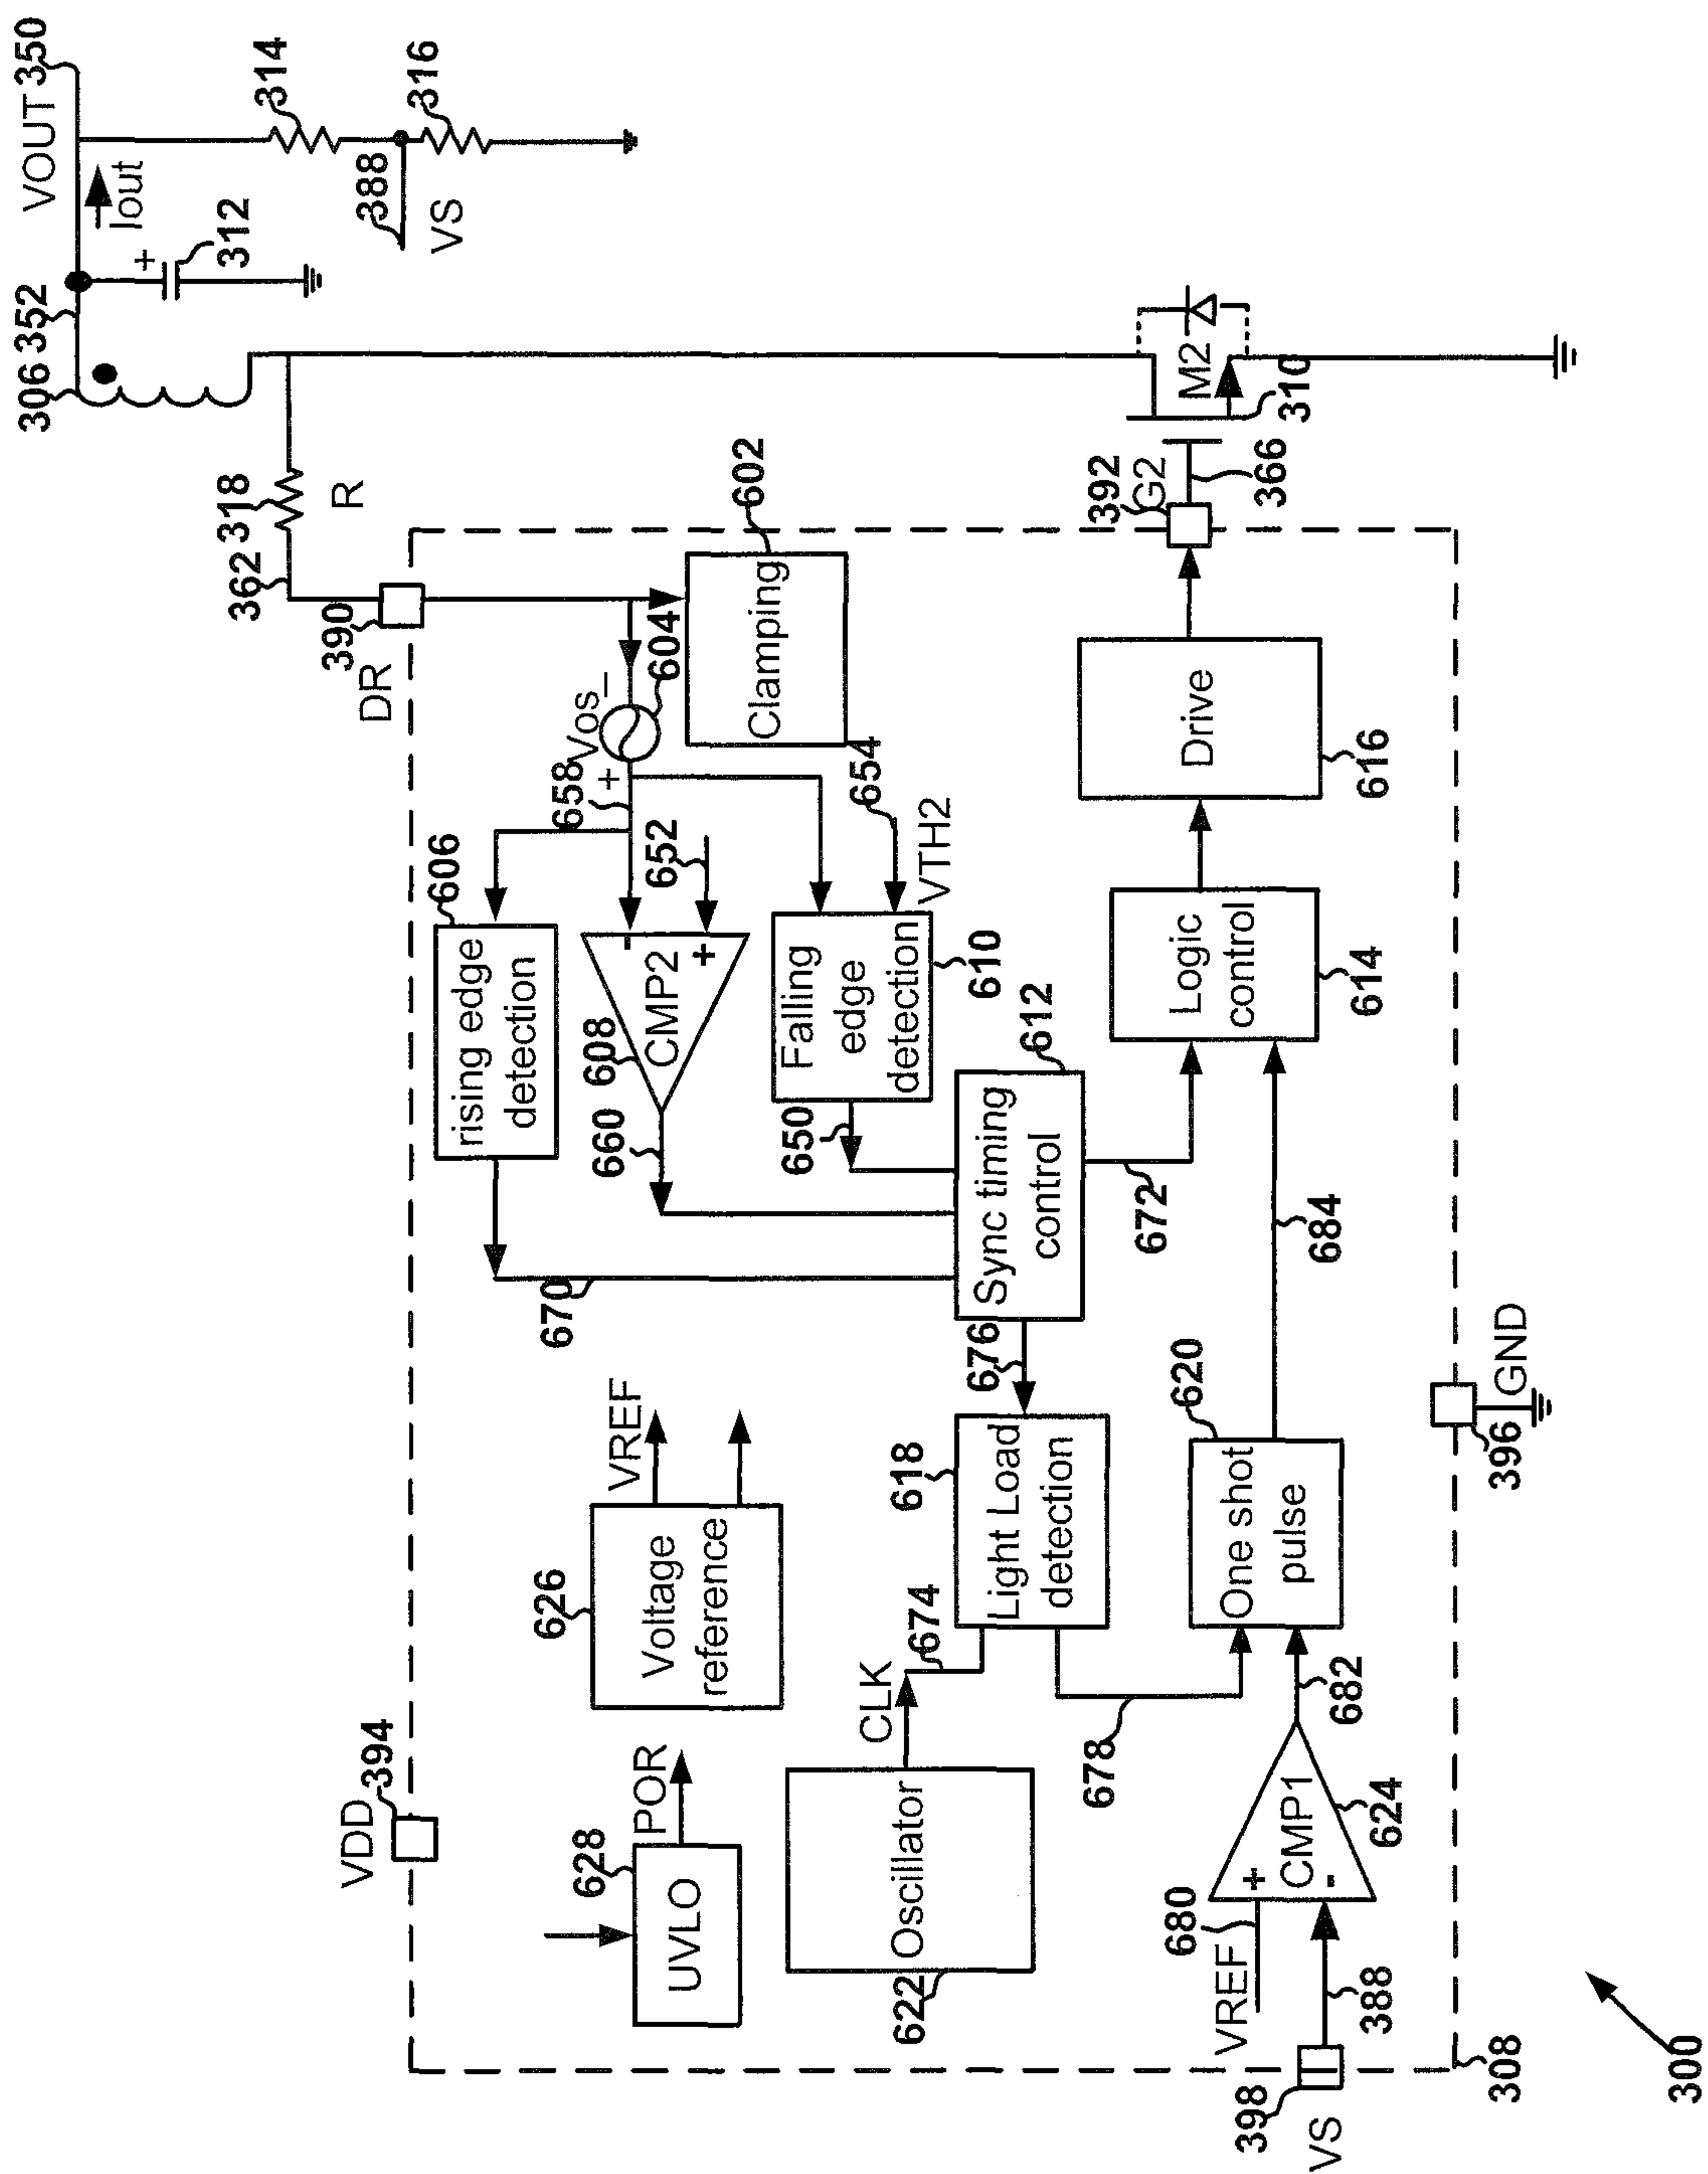 306
352
VOUT
350
Iout
+
312
314
388
VS
316
318
R
362
390
DR
VDD
394
628
UVLO
POR
626
Voltage
reference
VREF
670
606
rising edge
detection
658
Vos
+
–
604
602
Clamping
652
-
+
CMP2
608
660
654
VTH2
Falling
edge
detection
610
650
612
Sync timing
control
676
672
Oscillator
622
CLK
674
618
Light Load
detection
678
620
One shot
pulse
684
614
Logic
control
616
Drive
392
G2
366
M2
310
VREF
680
+
-
CMP1
624
682
388
398
VS
396
GND
308
300